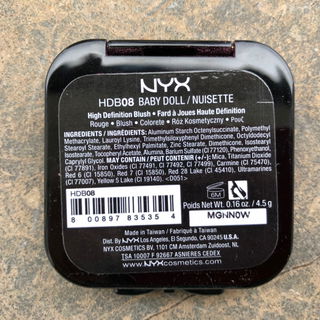 NYX
HDB08 BABY DOLL / NUISETTE
High Definition Blush • Fard à Joues Haute Définition
Rouge • Blush • Colorete • Róż Kosmetyczny • Pouč
INGREDIENTS / INGRÉDIENTS: Aluminum Starch Octenylsuccinate, Polymethyl
Methacrylate, Lauroyl Lysine, Trimethylsiloxyphenyl Dimethicone, Octyldodecyl
Stearoyl Stearate, Polybutene, Zinc Stearate, Dimethicone, Isostearyl
Isostearate, Tocopheryl Acetate, Alumina, Barium Sulfate (CI 77120), Phenoxyethanol,
Caprylyl Glycol. MAY CONTAIN / PEUT CONTENIR (+/-): Mica, Titanium Dioxide
(CI 77891), Iron Oxides (CI 77491, CI 77492, CI 77499), Carmine (CI 75470),
Red 6 (CI 15850), Red 7 (CI 15850), Red 28 Lake (CI 45410), Ultramarines
(CI 77007), Yellow 5 Lake (CI 19140). <D051>
HDB08
8 00897 83535 4
6M
Poids Net Wt. 0.16 oz. / 4.5 g
MGNN0W
Made in Taiwan / Fabriqué à Taiwan
Dist. by NYX, Los Angeles, El Segundo, CA 90245 U.S.A.
NYX COSMETICS BV, 1101 CM Amsterdam Zuidoost, NL
TSA 10007 F 92667 ASNIERES CEDEX
NYXcosmetics.com